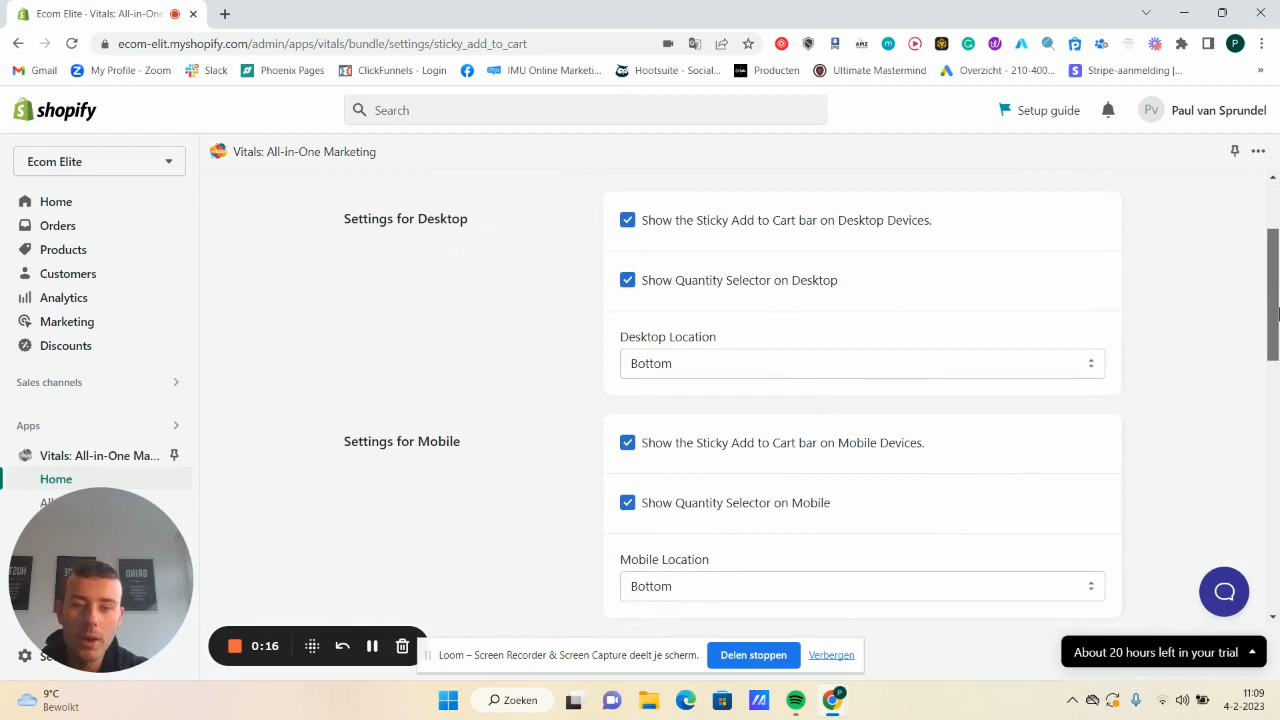 Ecom Elite - Vitals: All-in-One
ecom-elit.myshopify.com/admin/apps/vitals/bundle/settings/sticky_add_to_cart
Gmail
My Profile - Zoom
Slack
Phoenix Pages
ClickFunnels - Login
IMU Online Marketi...
Hootsuite - Social...
Producten
Ultimate Mastermind
Overzicht - 210-400...
Stripe-aanmelding |...
»
shopify
Search
Setup guide
Pv
Paul van Sprundel
Ecom Elite
Vitals: All-in-One Marketing
Home
Orders
Products
Customers
Analytics
Marketing
Discounts
Sales channels
Apps
Vitals: All-in-One Ma...
Home
Settings for Desktop
Show the Sticky Add to Cart bar on Desktop Devices.
Show Quantity Selector on Desktop
Desktop Location
Bottom
Settings for Mobile
Show the Sticky Add to Cart bar on Mobile Devices.
Show Quantity Selector on Mobile
Mobile Location
Bottom
GRIND
0:16
Loom – Screen Recorder & Screen Capture deelt je scherm.
Delen stoppen
Verbergen
About 20 hours left in your trial
9°C
Bewolkt
Zoeken
11:09
4-2-2023